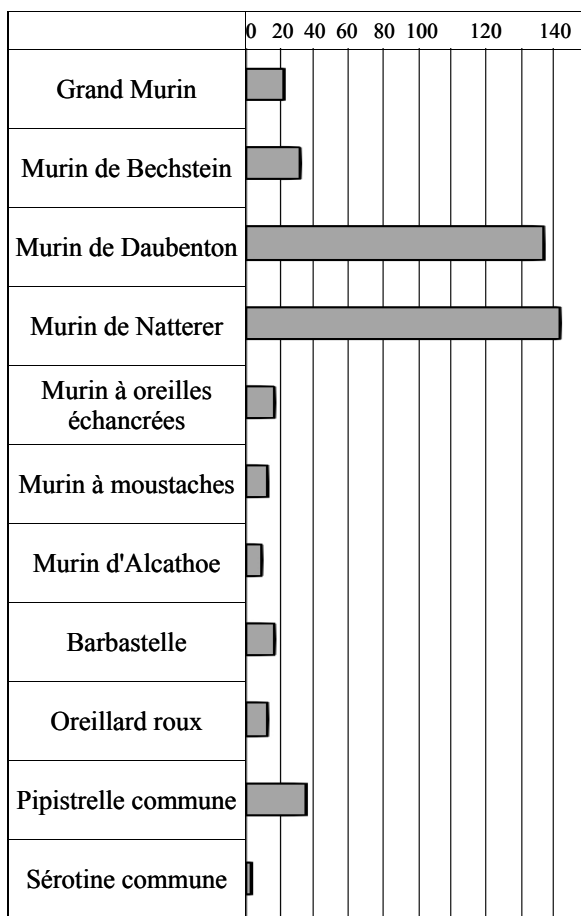 0 20 40 60 80 100 120 140
Grand Murin
Murin de Bechstein
Murin de Daubenton
Murin de Natterer
Murin à oreilles
échancrées
Murin à moustaches
Murin d'Alcathoe
Barbastelle
Oreillard roux
Pipistrelle commune
Sérotine commune